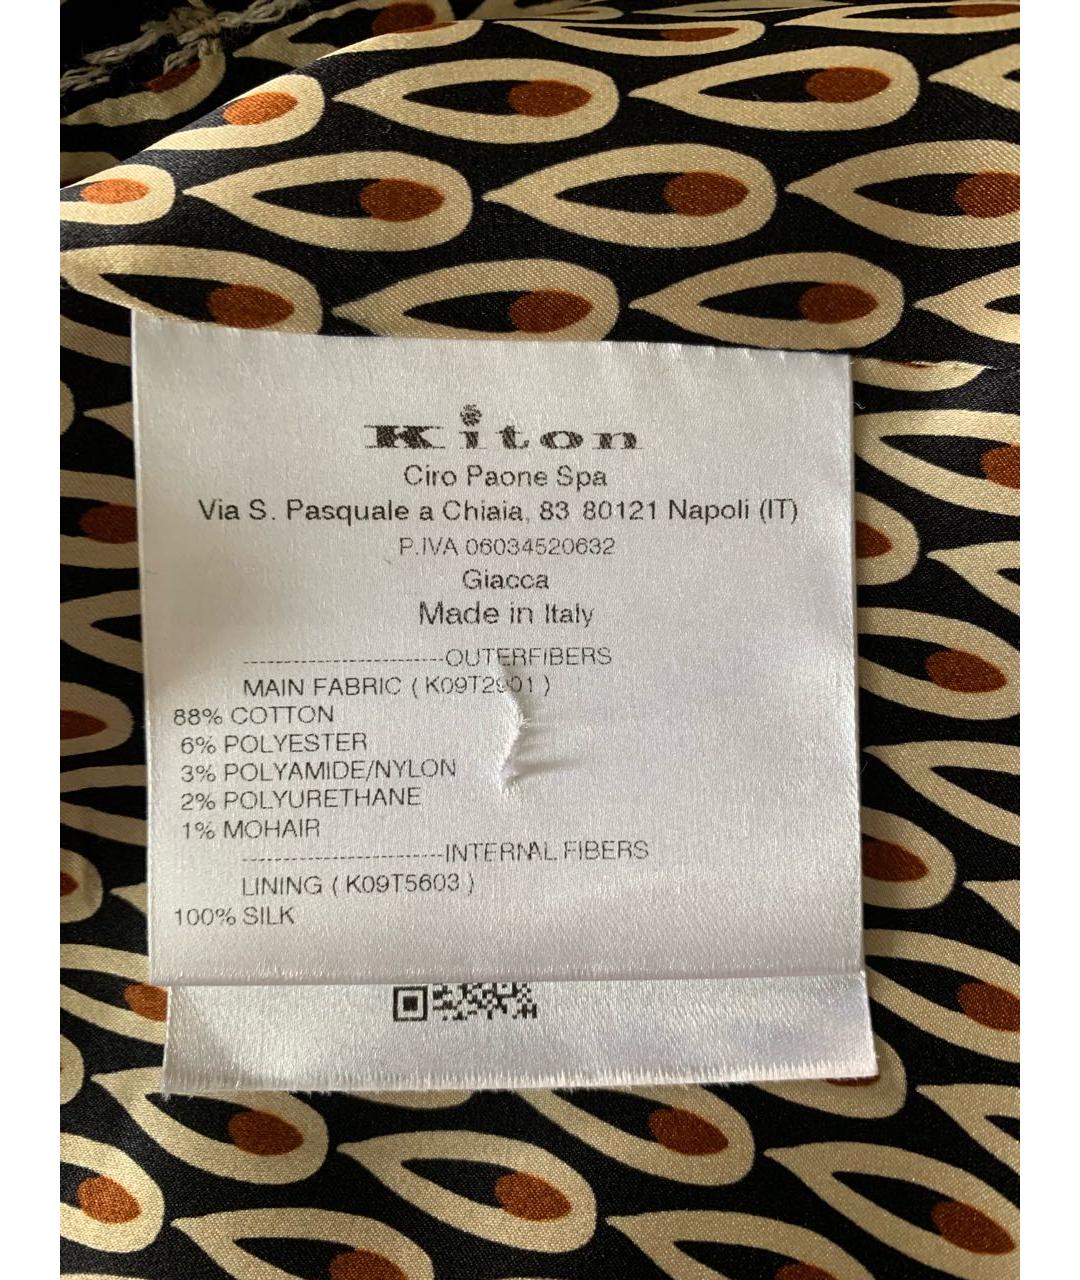 Kiton
Ciro Paone Spa
Via S. Pasquale a Chiaia, 83 80121 Napoli (IT)
P.IVA 06034520632
Giacca
Made in Italy
-------------------------OUTERFIBERS
MAIN FABRIC ( K09T2901 )
88% COTTON
6% POLYESTER
3% POLYAMIDE/NYLON
2% POLYURETHANE
1% MOHAIR
-------------------------INTERNAL FIBERS
LINING ( K09T5603 )
100% SILK